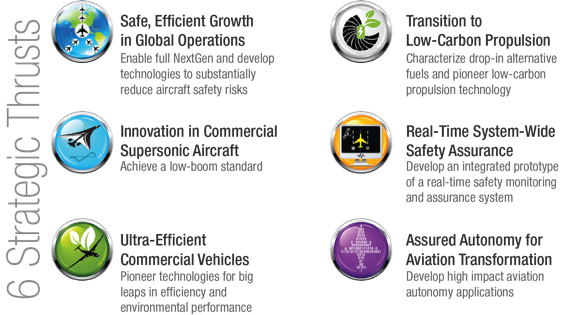 6 Strategic Thrusts
Safe, Efficient Growth
in Global Operations
Enable full NextGen and develop
technologies to substantially
reduce aircraft safety risks
Innovation in Commercial
Supersonic Aircraft
Achieve a low-boom standard
Ultra-Efficient
Commercial Vehicles
Pioneer technologies for big
leaps in efficiency and
environmental performance
Transition to
Low-Carbon Propulsion
Characterize drop-in alternative
fuels and pioneer low-carbon
propulsion technology
Real-Time System-Wide
Safety Assurance
Develop an integrated prototype
of a real-time safety monitoring
and assurance system
Assured Autonomy for
Aviation Transformation
Develop high impact aviation
autonomy applications